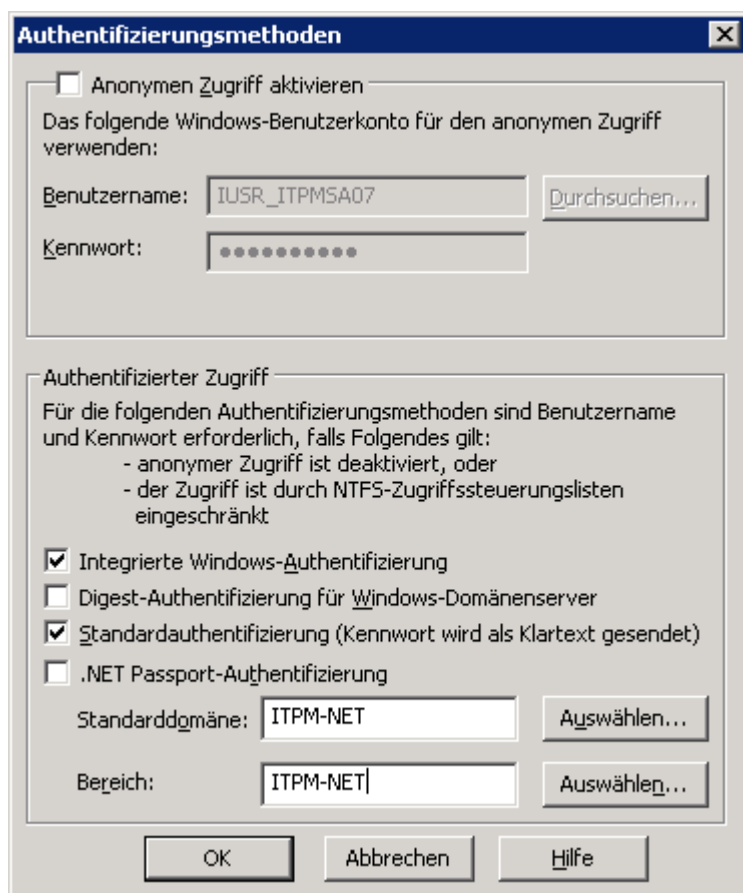 Authentifizierungsmethoden
Anonymen Zugriff aktivieren
Das folgende Windows-Benutzerkonto für den anonymen Zugriff
verwenden:
Benutzername: IUSR_ITPMSA07 Durchsuchen...
Kennwort: ●●●●●●●●●●
Authentifizierter Zugriff
Für die folgenden Authentifizierungsmethoden sind Benutzername
und Kennwort erforderlich, falls Folgendes gilt:
- anonymer Zugriff ist deaktiviert, oder
- der Zugriff ist durch NTFS-Zugriffssteuerungslisten
eingeschränkt
Integrierte Windows-Authentifizierung
Digest-Authentifizierung für Windows-Domänenserver
Standardauthentifizierung (Kennwort wird als Klartext gesendet)
.NET Passport-Authentifizierung
Standarddomäne: ITPM-NET Auswählen...
Bereich: ITPM-NET Auswählen...
OK Abbrechen Hilfe